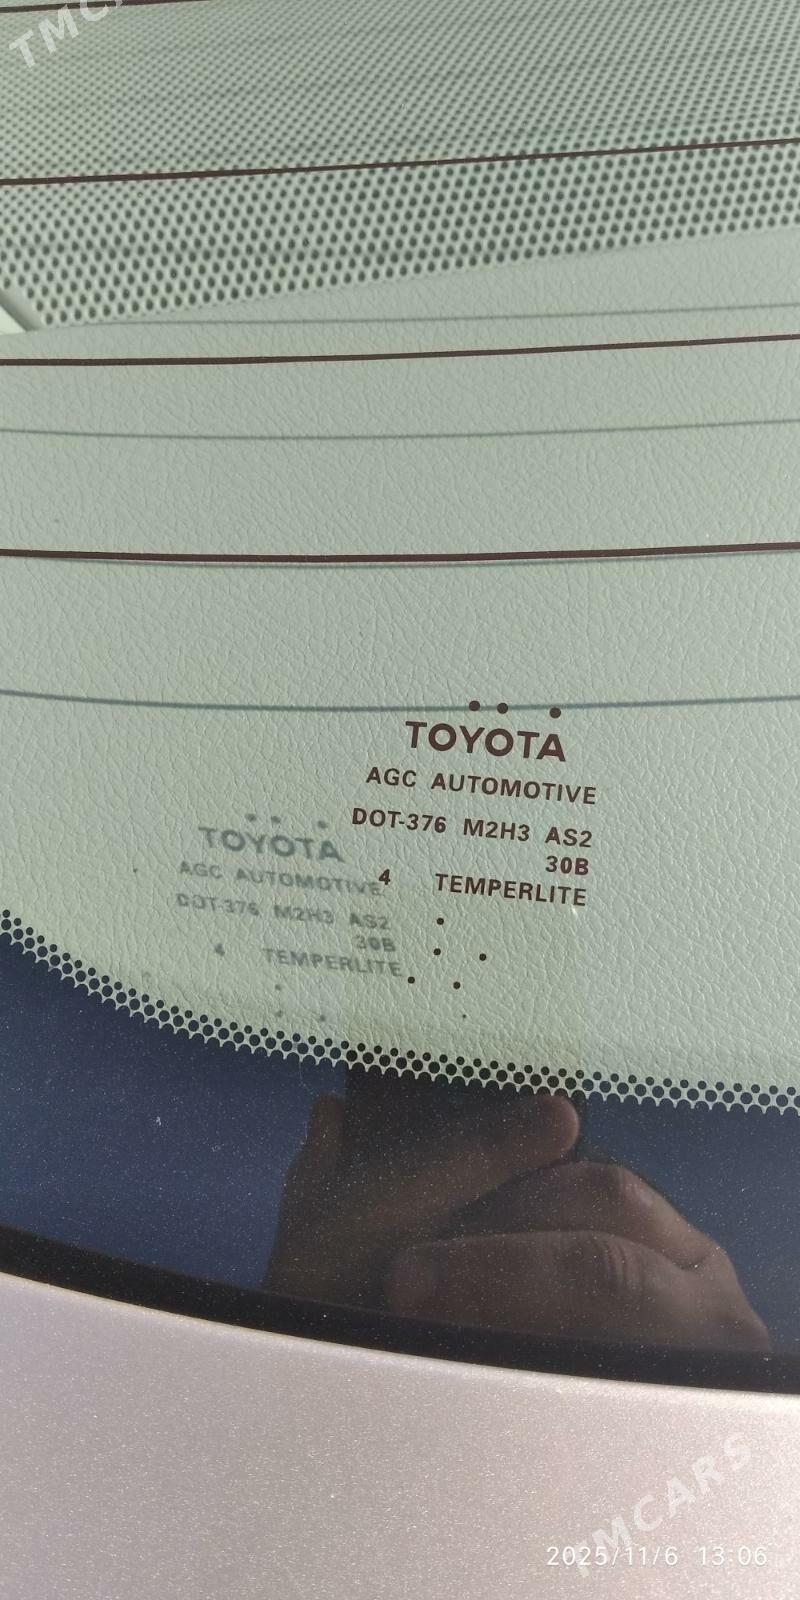 TMCA
TOYOTA
AGC AUTOMOTIVE
DOT-376 M2H3 AS2
30B
4 TEMPERLITE
TOYOTA
AGC AUTOMOTIVE
DOT-376 M2H3 AS2
30B
4 TEMPERLITE
TMCARS
2025/11/6 13:06